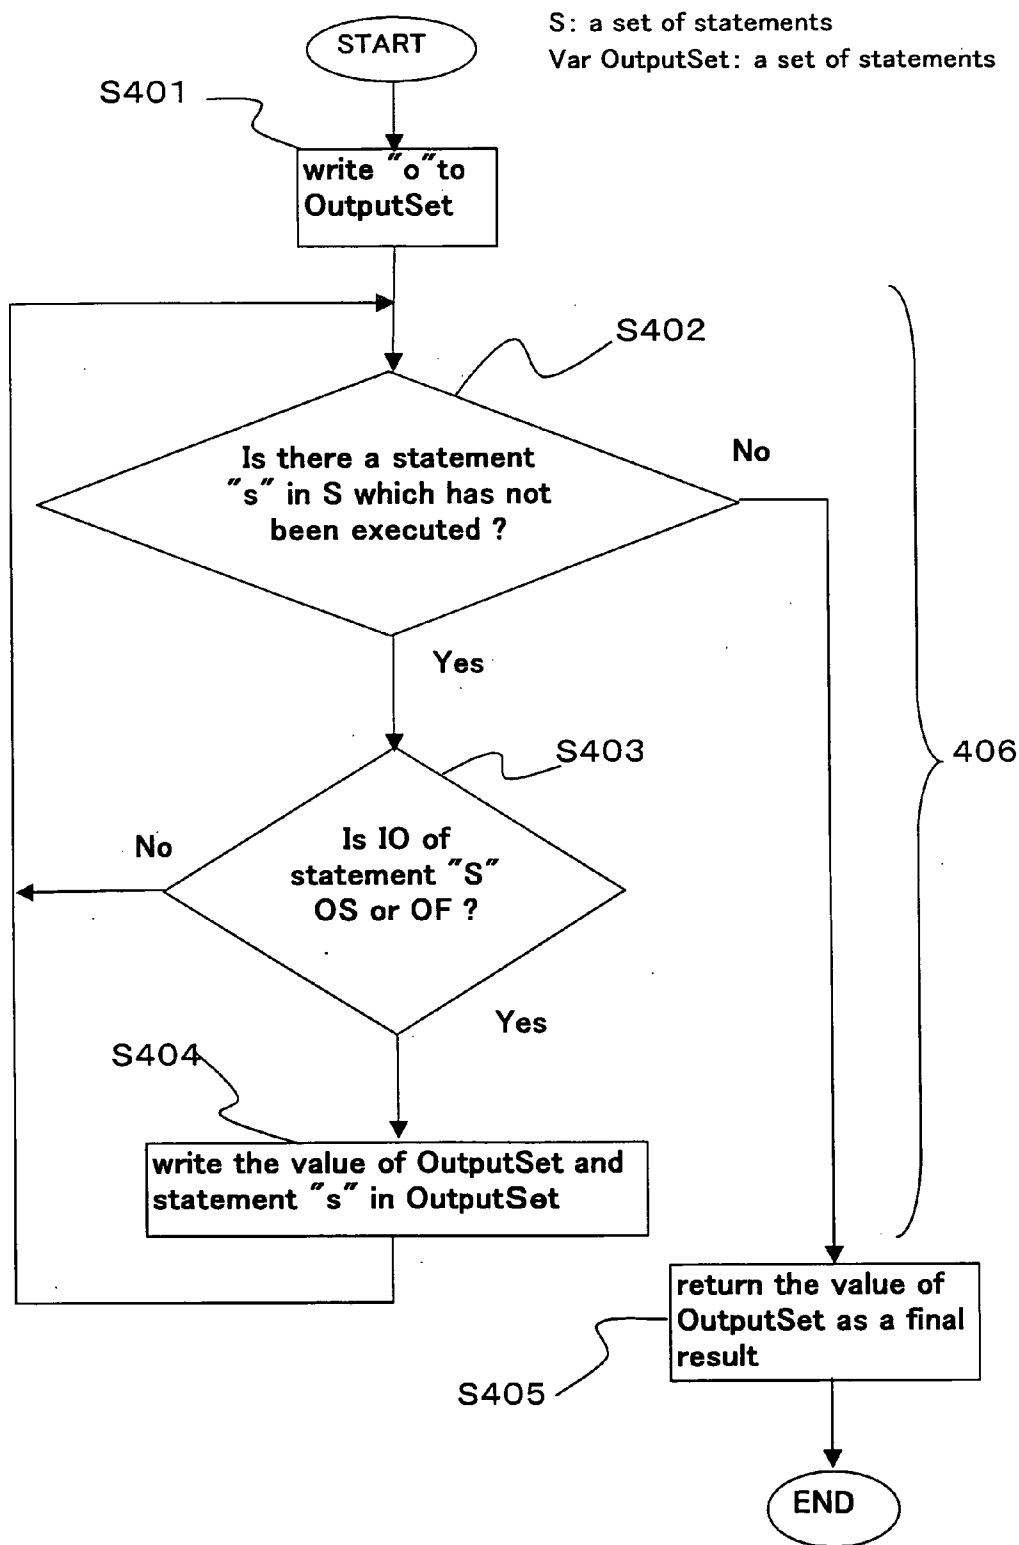 S: a set of statements
Var OutputSet: a set of statements
START
S401
write "o"to
OutputSet
S402
Is there a statement
"s" in S which has not
been executed ?
No
Yes
S403
406
Is IO of
statement "S"
OS or OF ?
No
Yes
S404
write the value of OutputSet and
statement "s" in OutputSet
return the value of
OutputSet as a final
result
S405
END